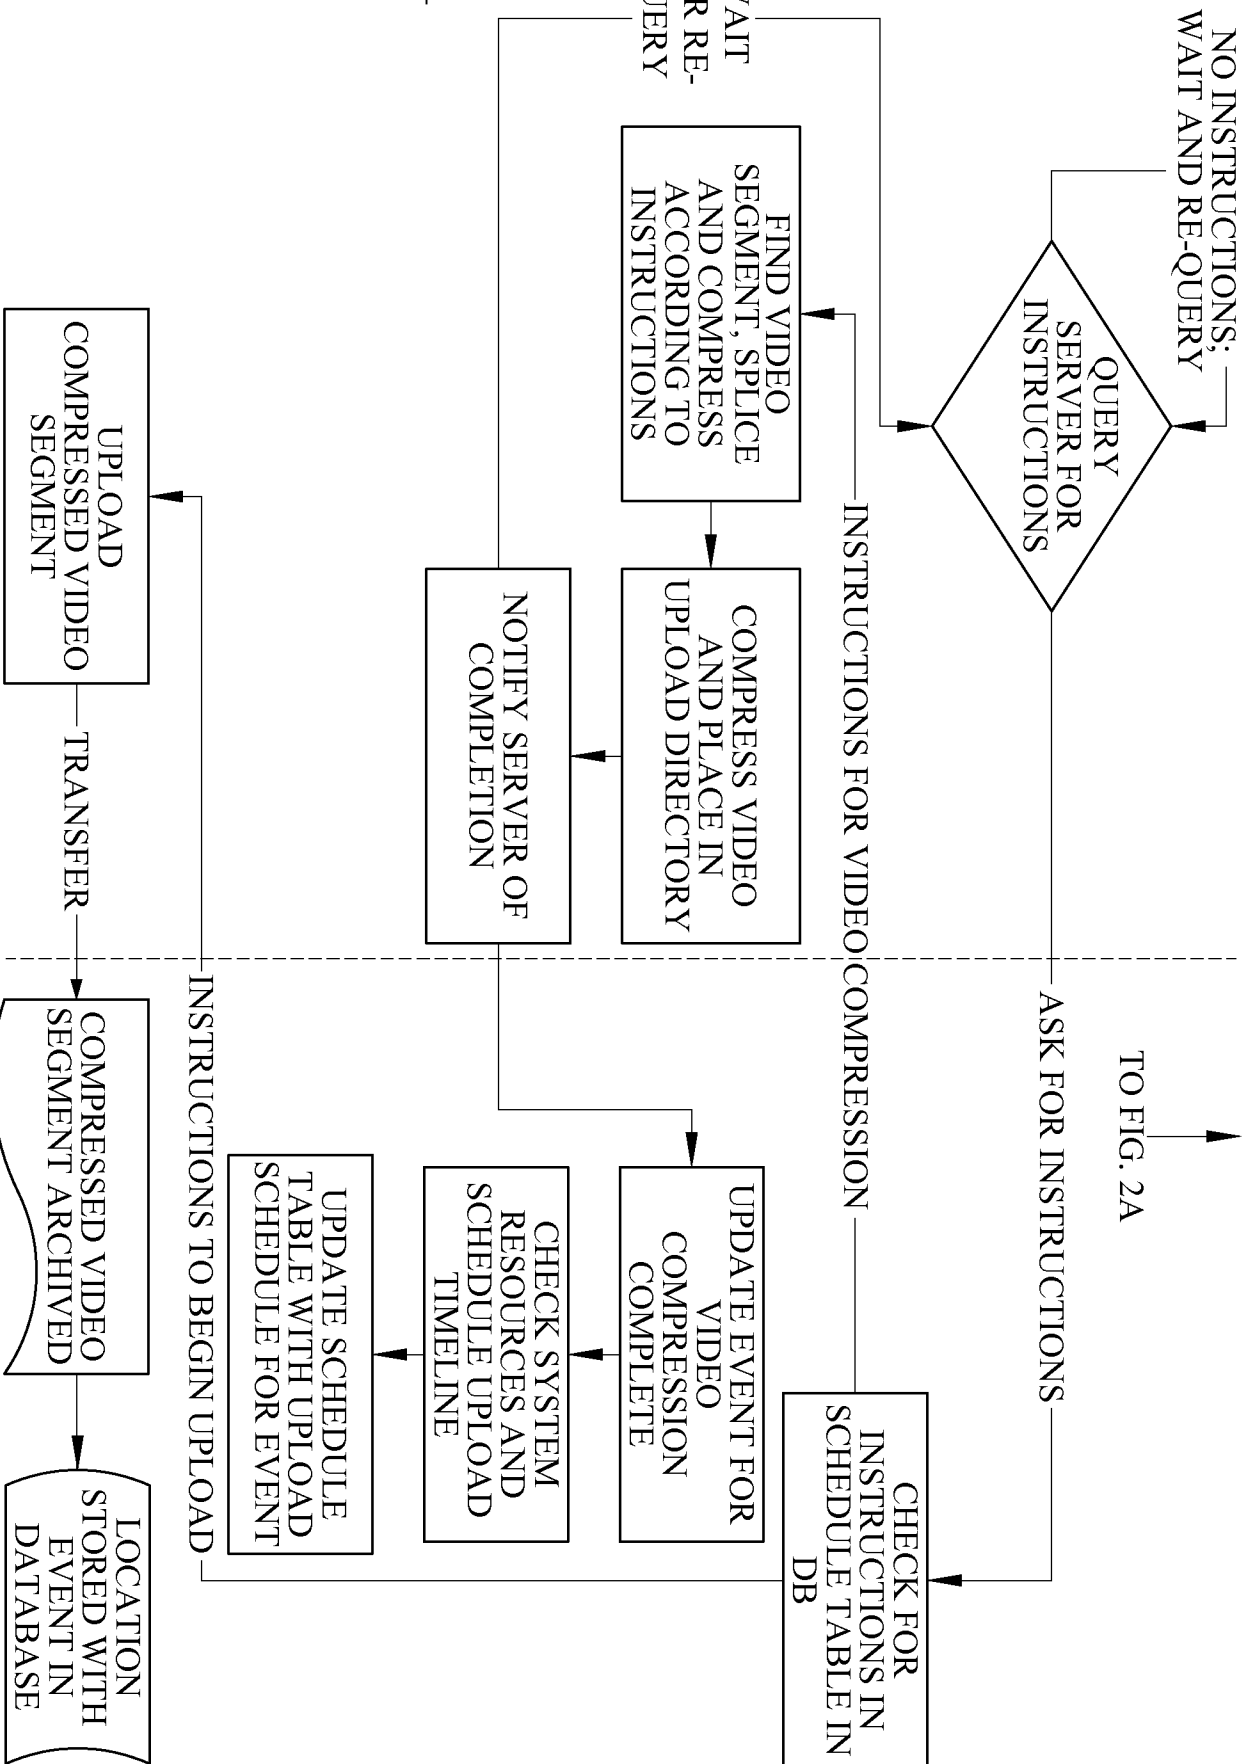 TO FIG. 2A
NO INSTRUCTIONS;
WAIT AND RE-QUERY
QUERY
SERVER FOR
INSTRUCTIONS
ASK FOR INSTRUCTIONS
CHECK FOR
INSTRUCTIONS IN
SCHEDULE TABLE IN
DB
INSTRUCTIONS FOR VIDEO COMPRESSION
FIND VIDEO
SEGMENT, SPLICE
AND COMPRESS
ACCORDING TO
INSTRUCTIONS
COMPRESS VIDEO
AND PLACE IN
UPLOAD DIRECTORY
UPDATE EVENT FOR
VIDEO
COMPRESSION
COMPLETE
RE-
NOTIFY SERVER OF
COMPLETION
CHECK SYSTEM
RESOURCES AND
SCHEDULE UPLOAD
TIMELINE
UPDATE SCHEDULE
TABLE WITH UPLOAD
SCHEDULE FOR EVENT
INSTRUCTIONS TO BEGIN UPLOAD
UPLOAD
COMPRESSED VIDEO
SEGMENT
TRANSFER
COMPRESSED VIDEO
SEGMENT ARCHIVED
LOCATION
STORED WITH
EVENT IN
DATABASE